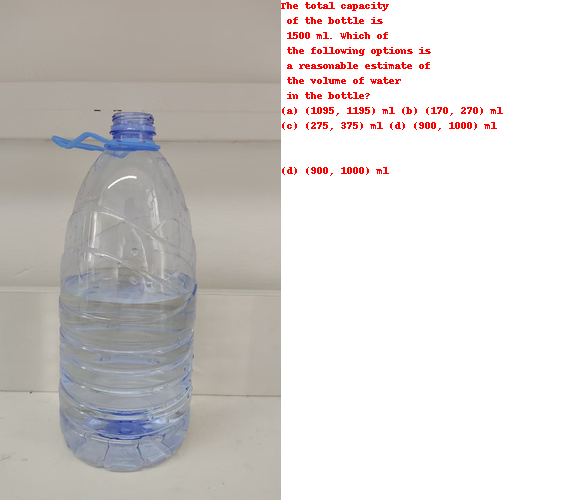 The total capacity
of the bottle is
1500 ml. Which of
the following options is
a reasonable estimate of
the volume of water
in the bottle?
(a) (1095, 1195) ml (b) (170, 270) ml
(c) (275, 375) ml (d) (900, 1000) ml
(d) (900, 1000) ml